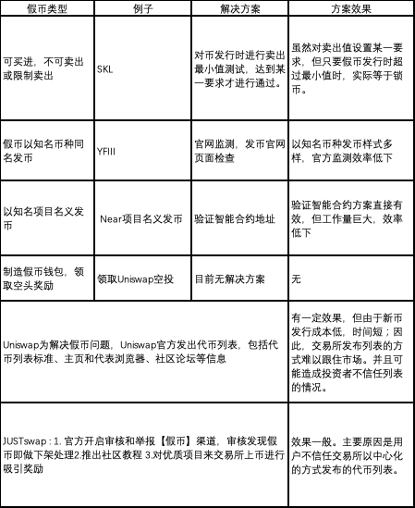 假币类型
例子
解决方案
方案效果
可买进，不可卖出
或限制卖出
SKL
对币发行时进行卖出
最小值测试，达到某
一要求才进行通过。
虽然对卖出值设置某一要
求，但只要假币发行时超
过最小值时，实际等于锁
币。
假币以知名币种同
名发币
YFIII
官网监测，发币官网
页面检查
以知名币种发币样式多
样，官方监测效率低下
以知名项目名义发
币
Near项目名义发币
验证智能合约地址
验证智能合约方案直接有
效，但工作量巨大，效率
低下
制造假币钱包，领
取空头奖励
领取Uniswap空投
目前无解决方案
无
Uniswap为解决假币问题，Uniswap官方发出代币列表，包括代
币列表标准、主页和代表浏览器、社区论坛等信息
有一定效果，但由于新币
发行成本低，时间短；因
此，交易所发布列表的方
式难以跟住市场。并且可
能造成投资者不信任列表
的情况。
JUSTswap : 1. 官方开启审核和举报【假币】渠道，审核发现假
币即做下架处理2.推出社区教程 3.对优质项目来交易所上币进行
吸引奖励
效果一般。主要原因是用
户不信任交易所以中心化
的方式发布的代币列表。